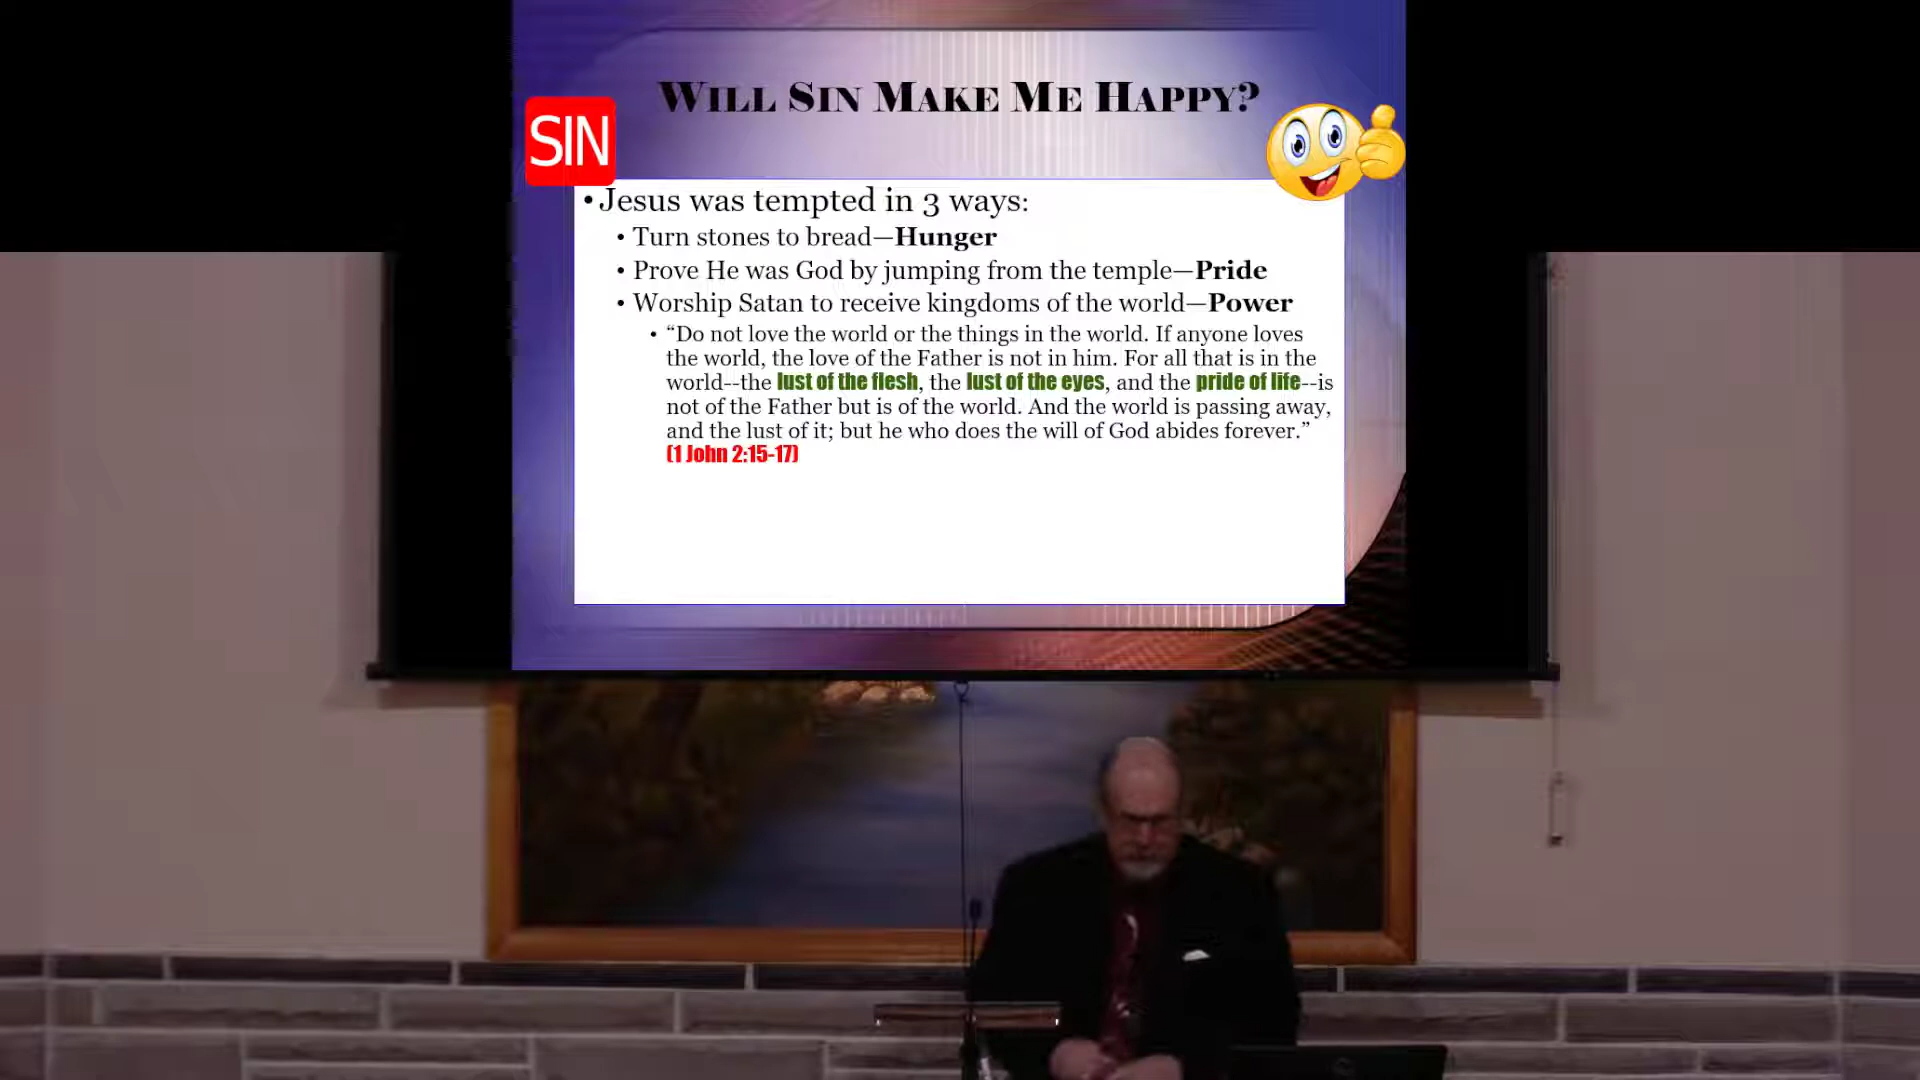 WILL SIN MAKE ME HAPPY?
SIN
• Jesus was tempted in 3 ways:
• Turn stones to bread—Hunger
• Prove He was God by jumping from the temple—Pride
• Worship Satan to receive kingdoms of the world—Power
• “Do not love the world or the things in the world. If anyone loves
the world, the love of the Father is not in him. For all that is in the
world--the lust of the flesh, the lust of the eyes, and the pride of life--is
not of the Father but is of the world. And the world is passing away,
and the lust of it; but he who does the will of God abides forever.”
(1 John 2:15-17)